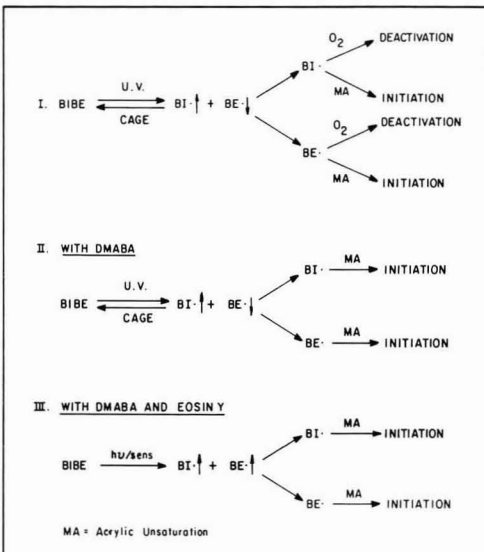 O2 DEACTIVATION
BI·
U.V.
MA
I. BIBE BI·↑ + BE·↓ INITIATION
CAGE
O2 DEACTIVATION
BE·
MA INITIATION
II. WITH DMABA
BI· MA INITIATION
U.V.
BIBE BI·↑ + BE·↓
CAGE
BE· MA INITIATION
III. WITH DMABA AND EOSIN Y
BI· MA INITIATION
hν/sens
BIBE BI·↑ + BE·↑
BE· MA INITIATION
MA = Acrylic Unsaturation